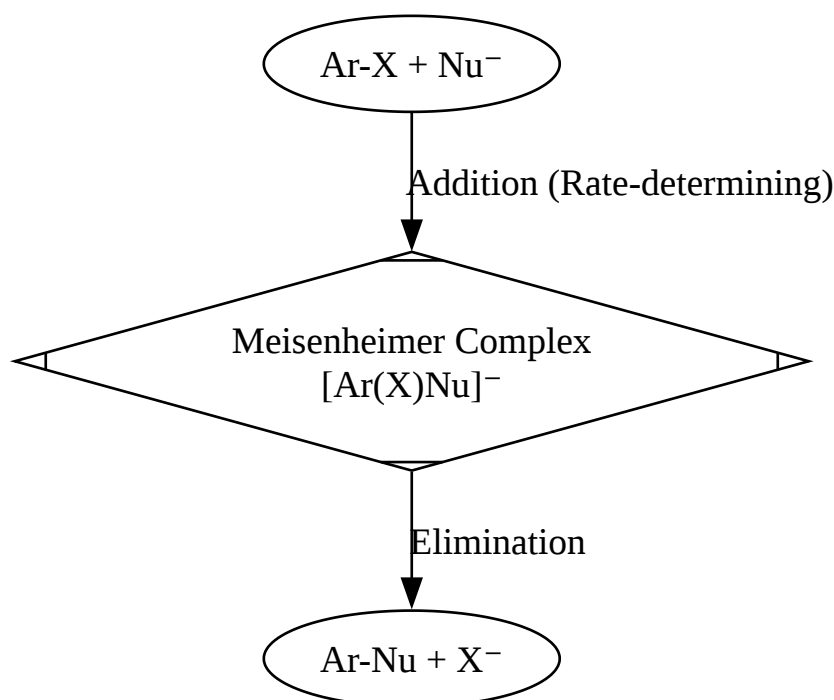 Ar-X + Nu⁻
Addition (Rate-determining)
Meisenheimer Complex
[Ar(X)Nu]⁻
Elimination
Ar-Nu + X⁻